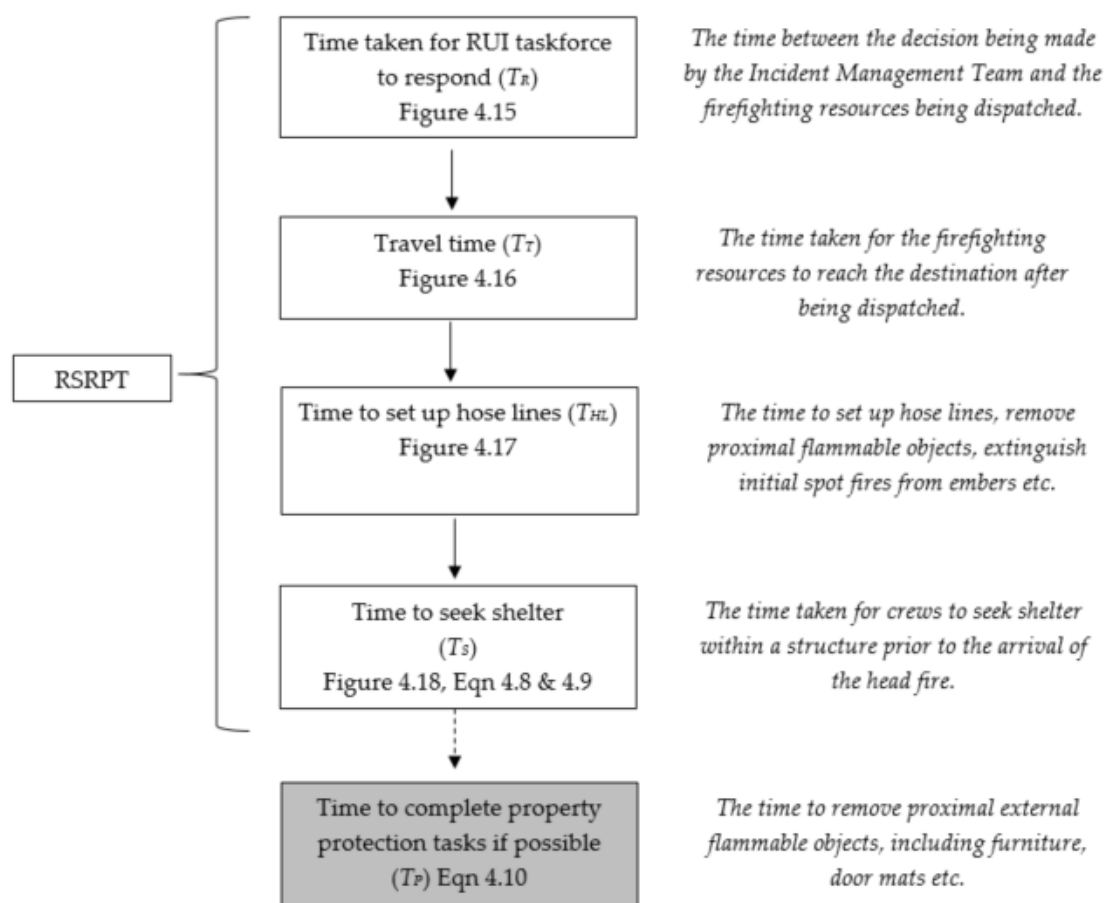 Time taken for RUI taskforce
to respond (TR)
Figure 4.15
The time between the decision being made
by the Incident Management Team and the
firefighting resources being dispatched.
Travel time (TT)
Figure 4.16
The time taken for the firefighting
resources to reach the destination after
being dispatched.
RSRPT
Time to set up hose lines (THL)
Figure 4.17
The time to set up hose lines, remove
proximal flammable objects, extinguish
initial spot fires from embers etc.
Time to seek shelter
(TS)
Figure 4.18, Eqn 4.8 & 4.9
The time taken for crews to seek shelter
within a structure prior to the arrival of
the head fire.
Time to complete property
protection tasks if possible
(TP) Eqn 4.10
The time to remove proximal external
flammable objects, including furniture,
door mats etc.